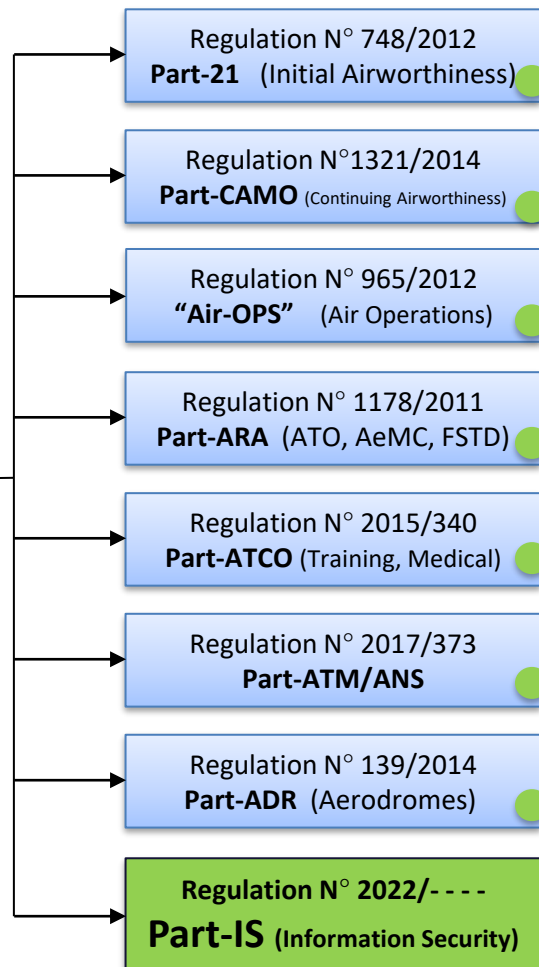 Regulation N° 748/2012
Part-21 (Initial Airworthiness)
Regulation N°1321/2014
Part-CAMO (Continuing Airworthiness)
Regulation N° 965/2012
“Air-OPS” (Air Operations)
Regulation N° 1178/2011
Part-ARA (ATO, AeMC, FSTD)
Regulation N° 2015/340
Part-ATCO (Training, Medical)
Regulation N° 2017/373
Part-ATM/ANS
Regulation N° 139/2014
Part-ADR (Aerodromes)
Regulation N° 2022/- - - -
Part-IS (Information Security)